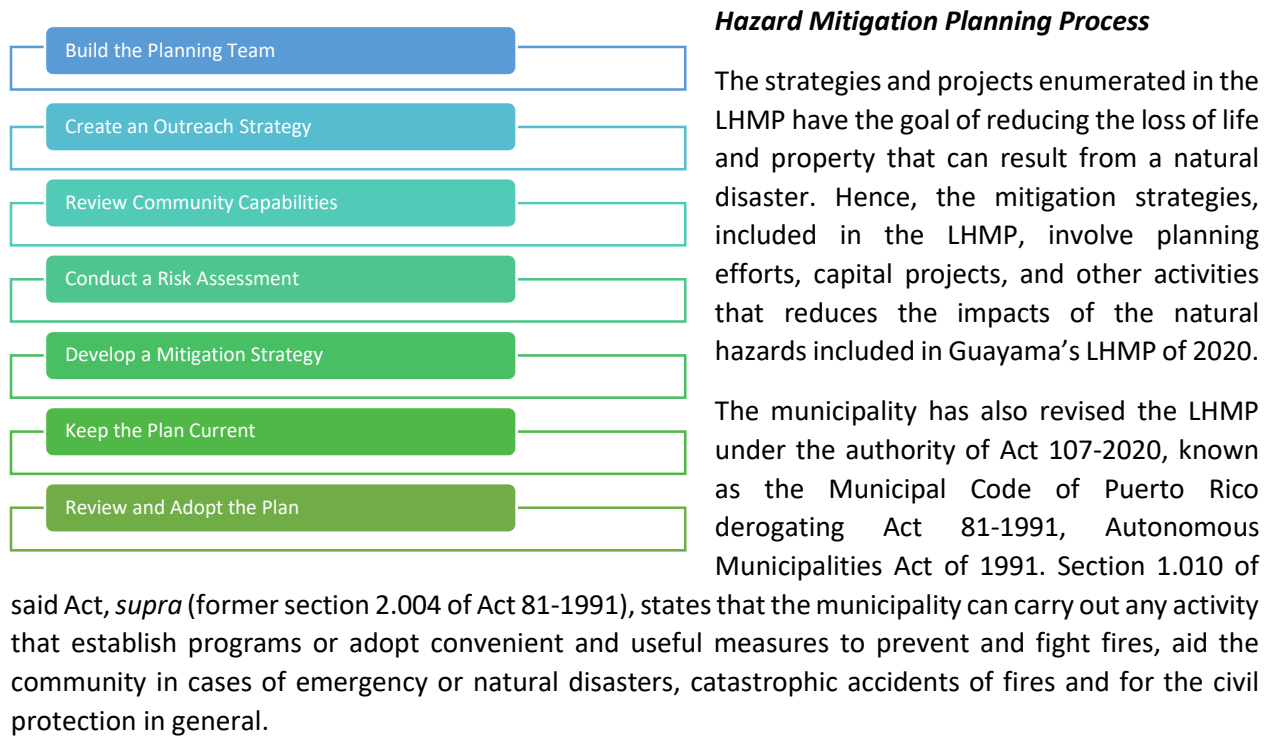 Build the Planning Team
Create an Outreach Strategy
Review Community Capabilities
Conduct a Risk Assessment
Develop a Mitigation Strategy
Keep the Plan Current
Review and Adopt the Plan
Hazard Mitigation Planning Process
The strategies and projects enumerated in the
LHMP have the goal of reducing the loss of life
and property that can result from a natural
disaster. Hence, the mitigation strategies,
included in the LHMP, involve planning
efforts, capital projects, and other activities
that reduces the impacts of the natural
hazards included in Guayama’s LHMP of 2020.
The municipality has also revised the LHMP
under the authority of Act 107-2020, known
as the Municipal Code of Puerto Rico
derogating Act 81-1991, Autonomous
Municipalities Act of 1991. Section 1.010 of
said Act, supra (former section 2.004 of Act 81-1991), states that the municipality can carry out any activity
that establish programs or adopt convenient and useful measures to prevent and fight fires, aid the
community in cases of emergency or natural disasters, catastrophic accidents of fires and for the civil
protection in general.